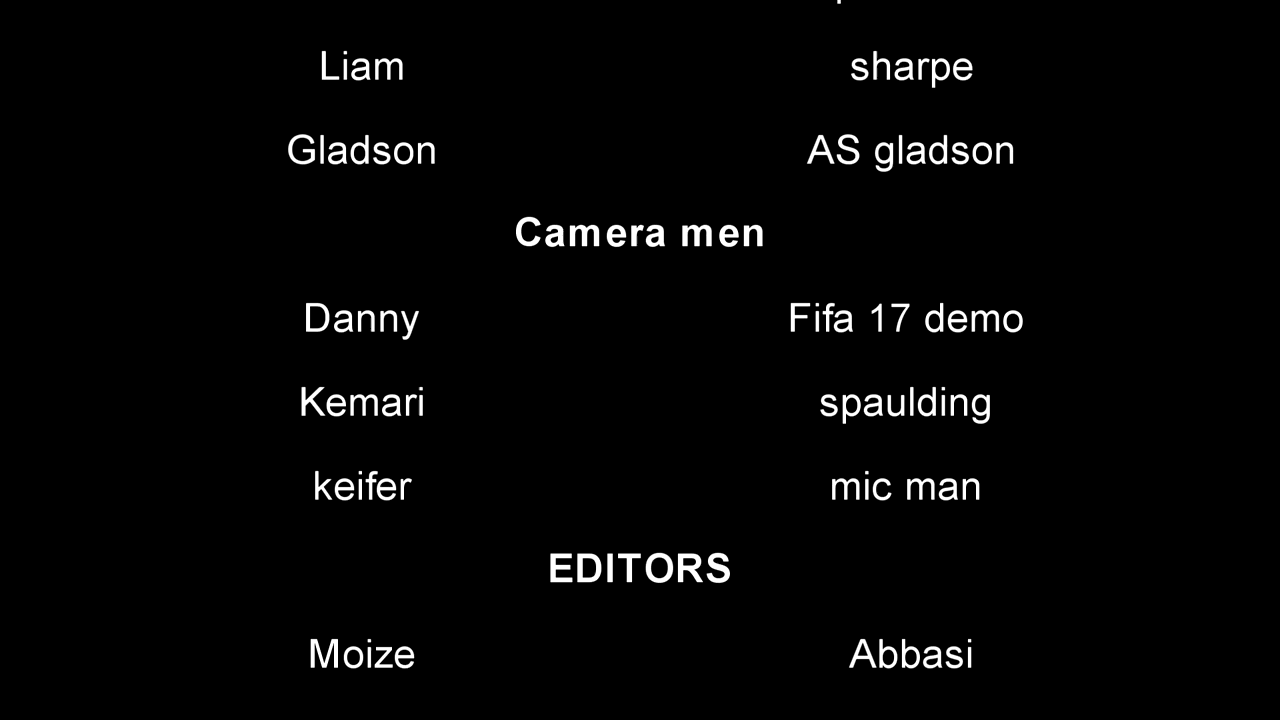 Liam sharpe
Gladson AS gladson
Camera men
Danny Fifa 17 demo
Kemari spaulding
keifer mic man
EDITORS
Moize Abbasi